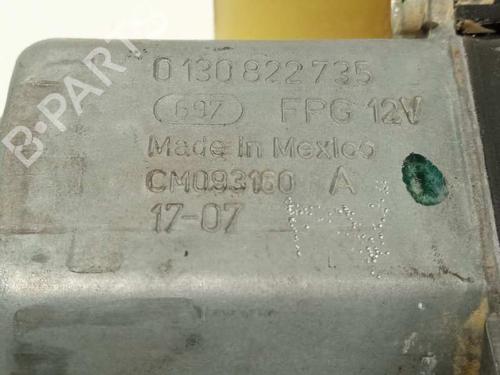 0 130 822 735
697 FPG 12V
Made in Mexico
CM093160 A
17-07
B-PARTS